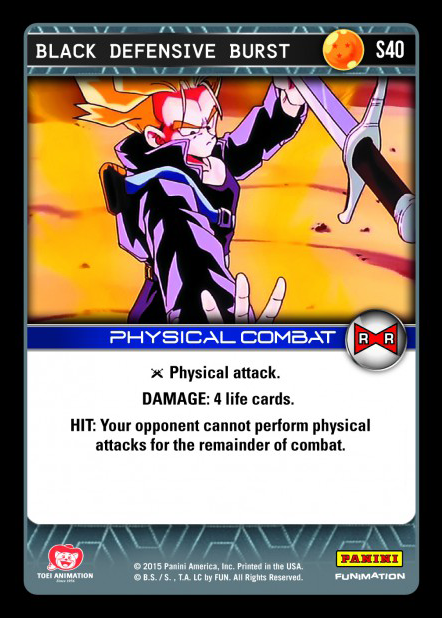 BLACK DEFENSIVE BURST S40
PHYSICAL COMBAT
R R
Physical attack.
DAMAGE: 4 life cards.
HIT: Your opponent cannot perform physical
attacks for the remainder of combat.
TOEI ANIMATION
Since 1956
© 2015 Panini America, Inc. Printed in the USA.
© B.S. / S. , T.A. LC by FUN. All Rights Reserved.
PANINI
FUNIMATION